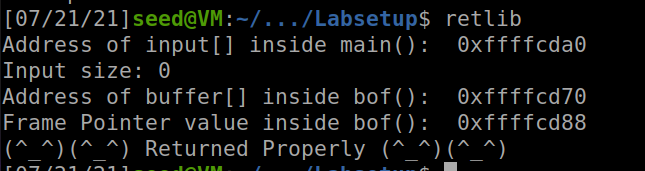 [07/21/21]seed@VM:~/.../Labsetup$ retlib
Address of input[] inside main():  0xffffcda0
Input size: 0
Address of buffer[] inside bof():  0xffffcd70
Frame Pointer value inside bof():  0xffffcd88
(^_^)(^_^) Returned Properly (^_^)(^_^)
[07/21/21]seed@VM:~/.../Labsetup$